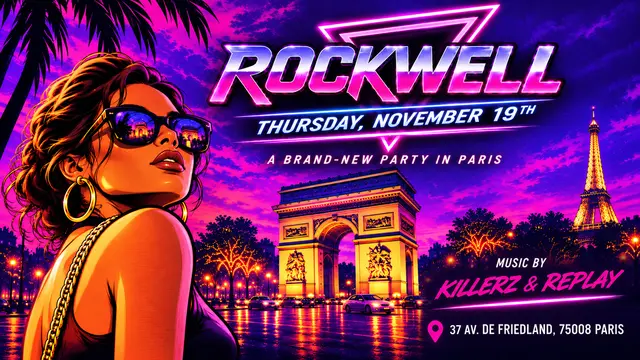 ROCKWELL
THURSDAY, NOVEMBER 19TH
A BRAND-NEW PARTY IN PARIS
MUSIC BY
KILLERZ & REPLAY
37 AV. DE FRIEDLAND, 75008 PARIS